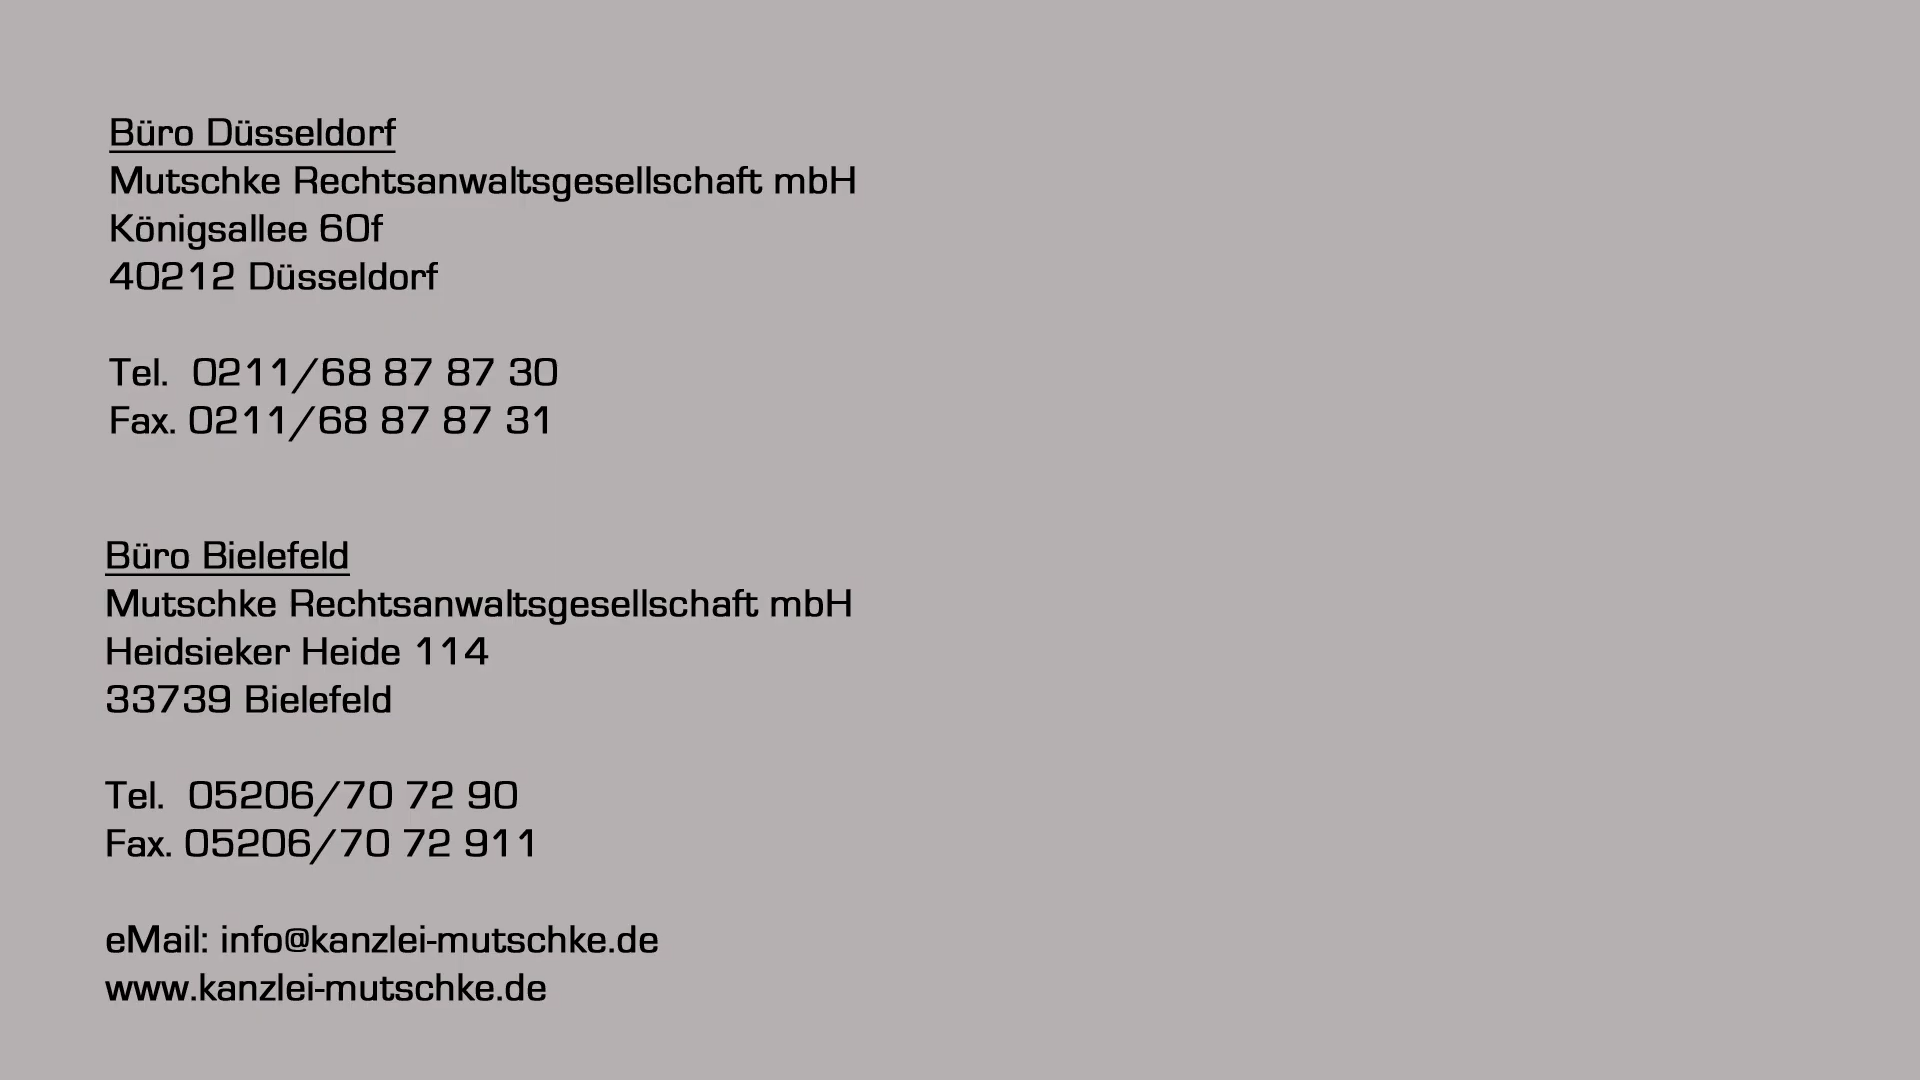 Büro Düsseldorf
Mutschke Rechtsanwaltsgesellschaft mbH
Königsallee 60f
40212 Düsseldorf
Tel.  0211/68 87 87 30
Fax. 0211/68 87 87 31
Büro Bielefeld
Mutschke Rechtsanwaltsgesellschaft mbH
Heidsieker Heide 114
33739 Bielefeld
Tel.  05206/70 72 90
Fax. 05206/70 72 911
eMail: info@kanzlei-mutschke.de
www.kanzlei-mutschke.de